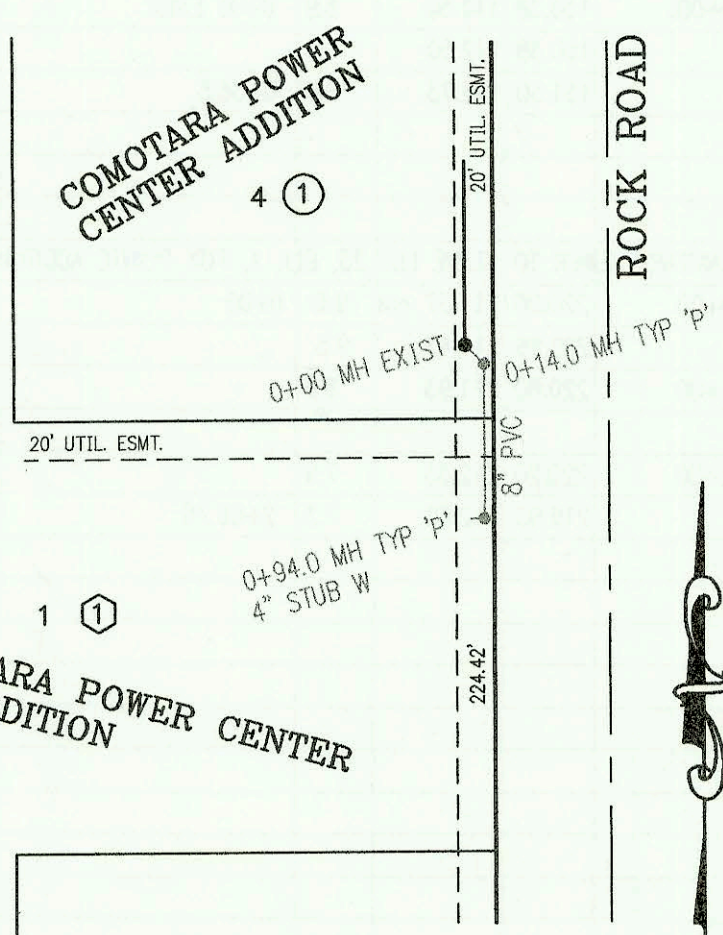 COMOTARA POWER
CENTER ADDITION
4 1
20' UTIL. ESMT.
ROCK ROAD
0+00 MH EXIST
0+14.0 MH TYP 'P'
20' UTIL. ESMT.
8" PVC
0+94.0 MH TYP 'P'
4" STUB W
1 1
224.42'
ARA POWER CENTER
DITION